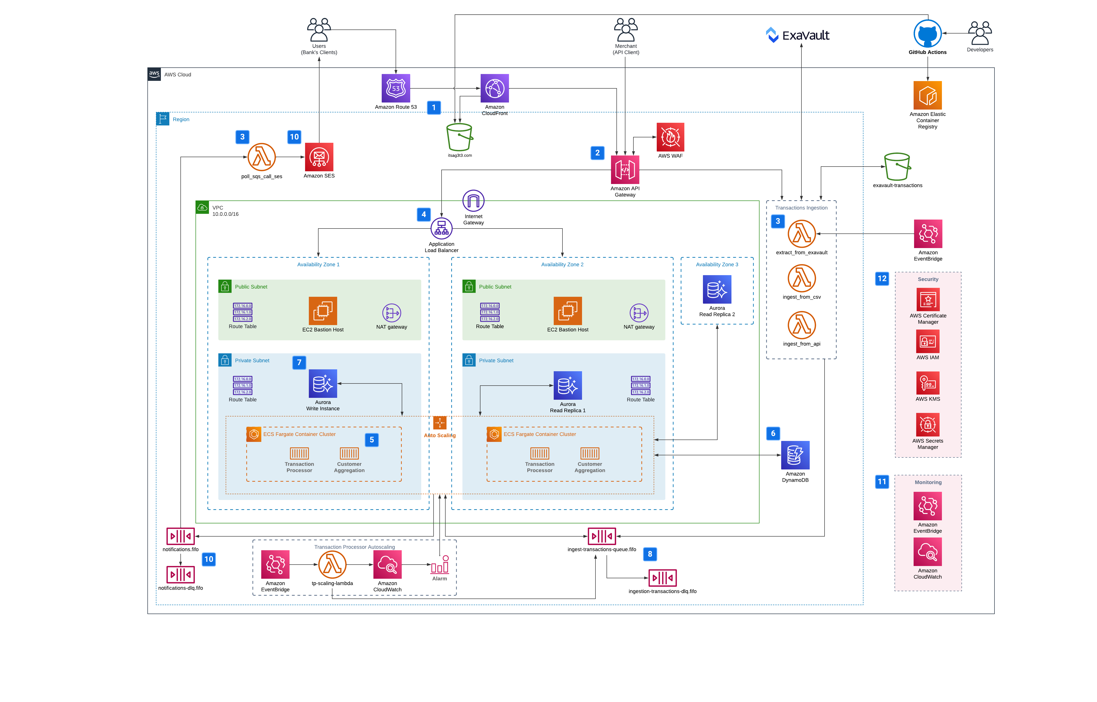 Users
(Bank's Clients)
Merchant
(API Client)
ExaVault
GitHub Actions
Developers
aws
AWS Cloud
53
Amazon Route 53
1
Amazon
CloudFront
Amazon Elastic
Container
Registry
Region
3
10
poll_sqs_call_ses
Amazon SES
2
AWS WAF
Amazon API
Gateway
exavault-transactions
VPC
10.0.0.0/16
4
Internet
Gateway
Application
Load Balancer
Transactions Ingestion
3
extract_from_exavault
ingest_from_csv
ingest_from_api
Amazon
EventBridge
Availability Zone 1
Availability Zone 2
Availability Zone 3
Public Subnet
Route Table
EC2 Bastion Host
NAT gateway
Public Subnet
Route Table
EC2 Bastion Host
NAT gateway
Aurora
Read Replica 2
12
Security
AWS Certificate
Manager
AWS IAM
AWS KMS
AWS Secrets
Manager
Private Subnet
7
Route Table
Aurora
Write Instance
Private Subnet
Aurora
Read Replica 1
Route Table
Auto Scaling
ECS Fargate Container Cluster
5
Transaction
Processor
Customer
Aggregation
ECS Fargate Container Cluster
Transaction
Processor
Customer
Aggregation
6
Amazon
DynamoDB
11
Monitoring
Amazon
EventBridge
Amazon
CloudWatch
notifications.fifo
10
notifications-dlq.fifo
Transaction Processor Autoscaling
Amazon
EventBridge
tp-scaling-lambda
Amazon
CloudWatch
Alarm
ingest-transactions-queue.fifo
8
ingestion-transactions-dlq.fifo